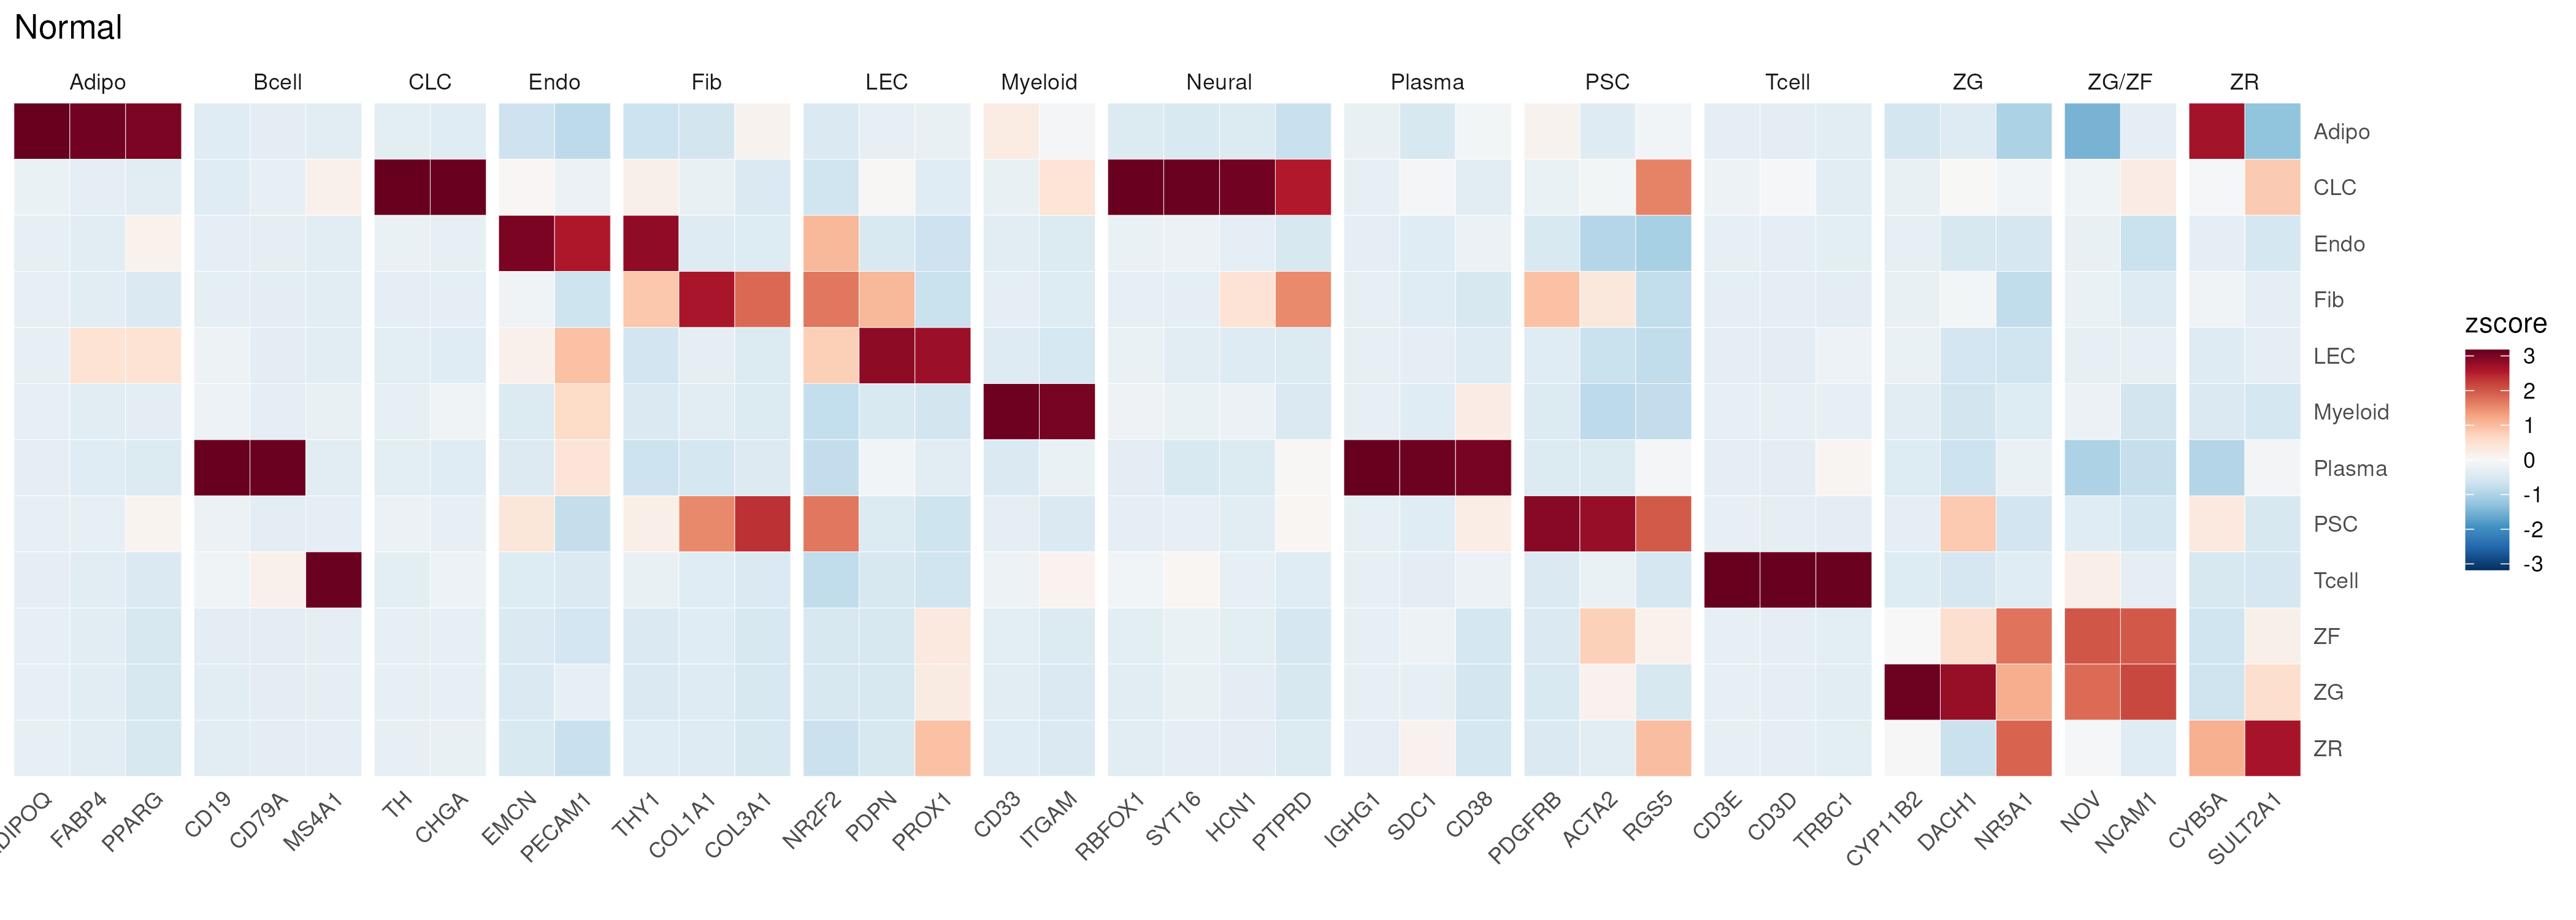 Normal
Adipo Bcell CLC Endo Fib LEC Myeloid Neural Plasma PSC Tcell ZG ZG/ZF ZR
Adipo
CLC
Endo
Fib
LEC
Myeloid
Plasma
PSC
Tcell
ZF
ZG
ZR
zscore
3
2
1
0
-1
-2
-3
DIPOQ FABP4 PPARG CD19 CD79A MS4A1 TH CHGA EMCN PECAM1 THY1 COL1A1 COL3A1 NR2F2 PDPN PROX1 CD33 ITGAM RBFOX1 SYT16 HCN1 PTPRD IGHG1 SDC1 CD38 PDGFRB ACTA2 RGS5 CD3E CD3D TRBC1 CYP11B2 DACH1 NR5A1 NOV NCAM1 CYB5A SULT2A1